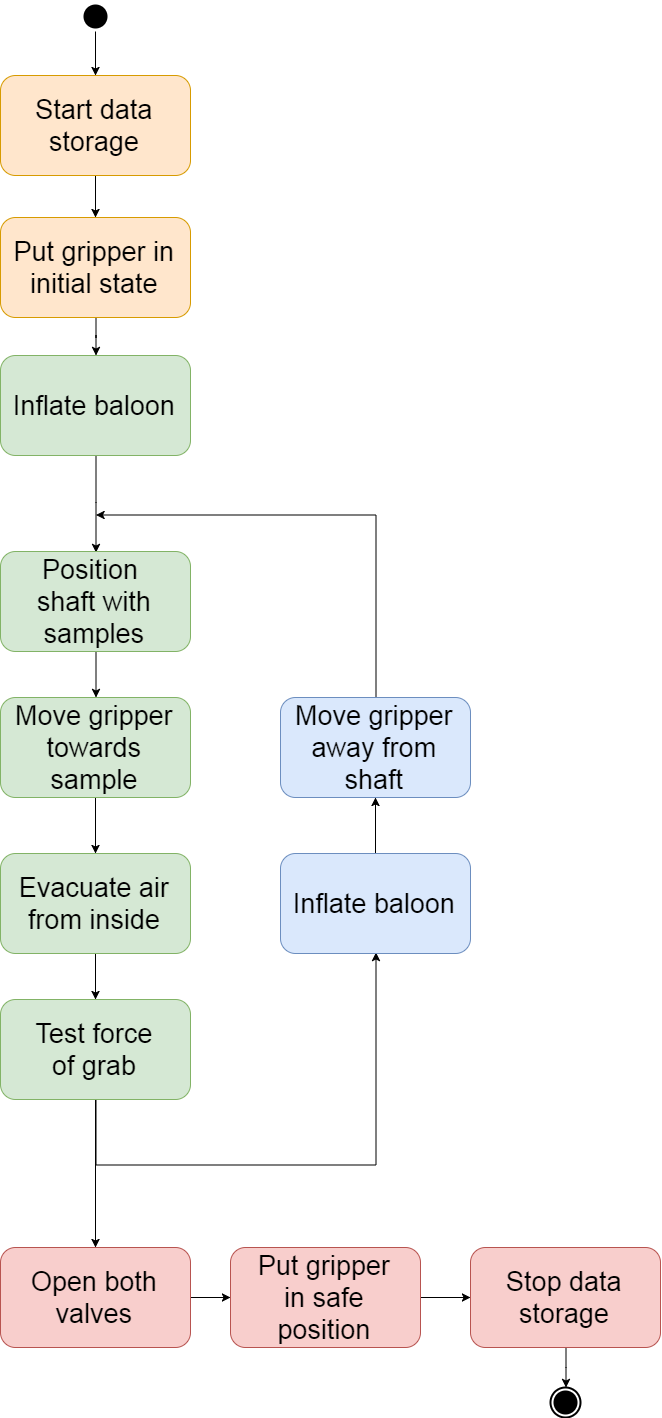 Start data
storage
Put gripper in
initial state
Inflate baloon
Position
shaft with
samples
Move gripper
towards
sample
Move gripper
away from
shaft
Evacuate air
from inside
Inflate baloon
Test force
of grab
Open both
valves
Put gripper
in safe
position
Stop data
storage